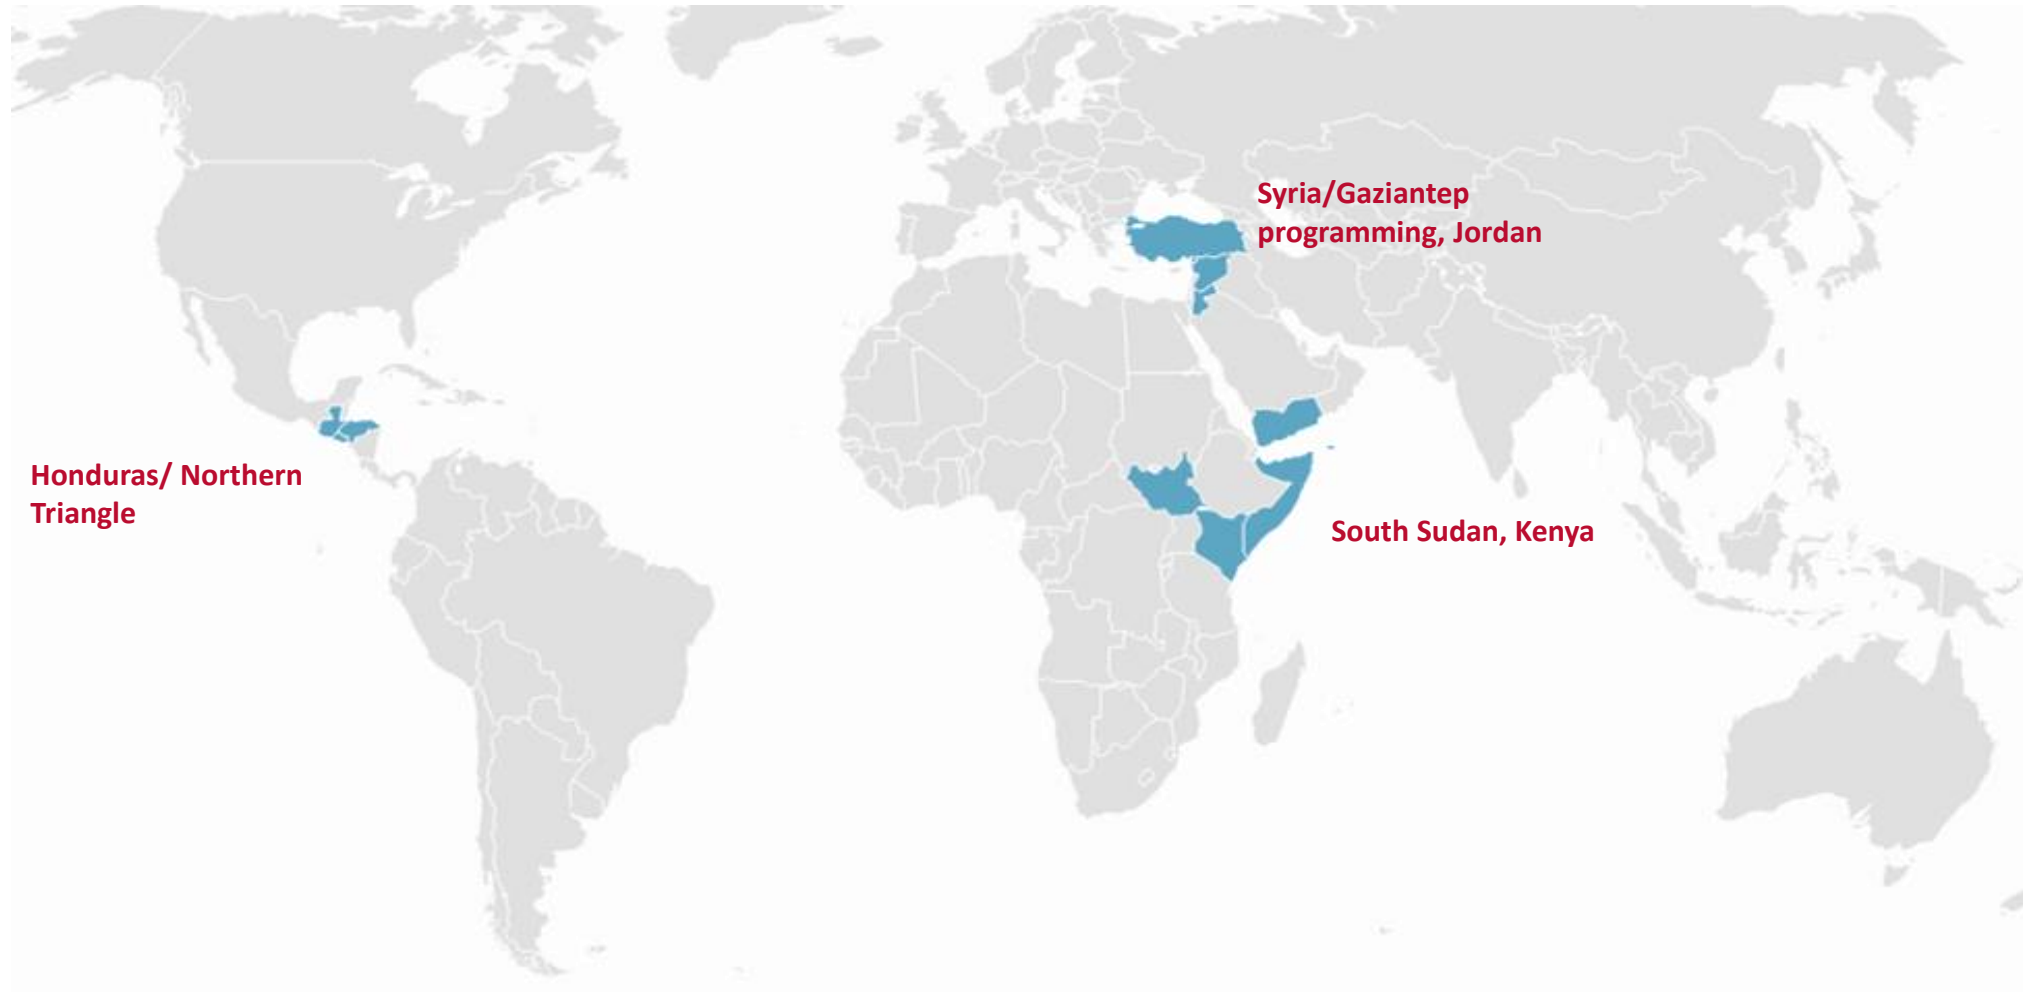 Syria/Gaziantep
programming, Jordan
Honduras/ Northern
Triangle
South Sudan, Kenya